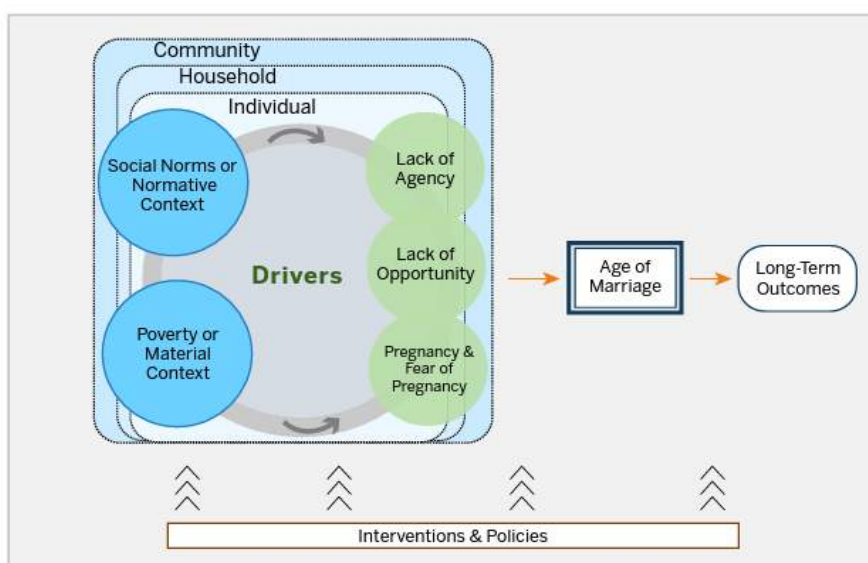 Community
Household
Individual
Social Norms or
Normative
Context
Lack of
Agency
Drivers
Lack of
Opportunity
Poverty or
Material
Context
Pregnancy &
Fear of
Pregnancy
Age of
Marriage
Long-Term
Outcomes
Interventions & Policies